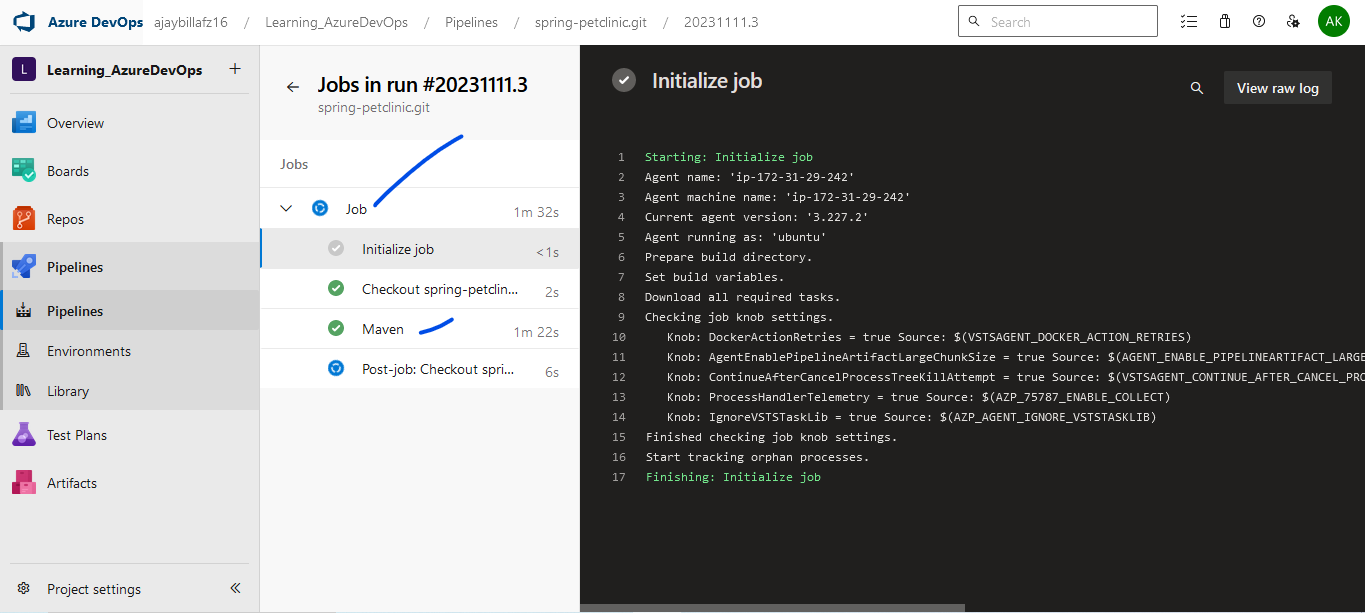 Azure DevOps ajaybillafz16 / Learning_AzureDevOps / Pipelines / spring-petclinic.git / 20231111.3
Search
AK
L Learning_AzureDevOps +
Overview
Boards
Repos
Pipelines
Pipelines
Environments
Library
Test Plans
Artifacts
Project settings
Jobs in run #20231111.3
spring-petclinic.git
Jobs
Job 1m 32s
Initialize job <1s
Checkout spring-petclin... 2s
Maven 1m 22s
Post-job: Checkout spri... 6s
Initialize job
View raw log
1 Starting: Initialize job
2 Agent name: 'ip-172-31-29-242'
3 Agent machine name: 'ip-172-31-29-242'
4 Current agent version: '3.227.2'
5 Agent running as: 'ubuntu'
6 Prepare build directory.
7 Set build variables.
8 Download all required tasks.
9 Checking job knob settings.
10 Knob: DockerActionRetries = true Source: $(VSTSAGENT_DOCKER_ACTION_RETRIES)
11 Knob: AgentEnablePipelineArtifactLargeChunkSize = true Source: $(AGENT_ENABLE_PIPELINEARTIFACT_LARGE
12 Knob: ContinueAfterCancelProcessTreeKillAttempt = true Source: $(VSTSAGENT_CONTINUE_AFTER_CANCEL_PRO
13 Knob: ProcessHandlerTelemetry = true Source: $(AZP_75787_ENABLE_COLLECT)
14 Knob: IgnoreVSTSTaskLib = true Source: $(AZP_AGENT_IGNORE_VSTSTASKLIB)
15 Finished checking job knob settings.
16 Start tracking orphan processes.
17 Finishing: Initialize job